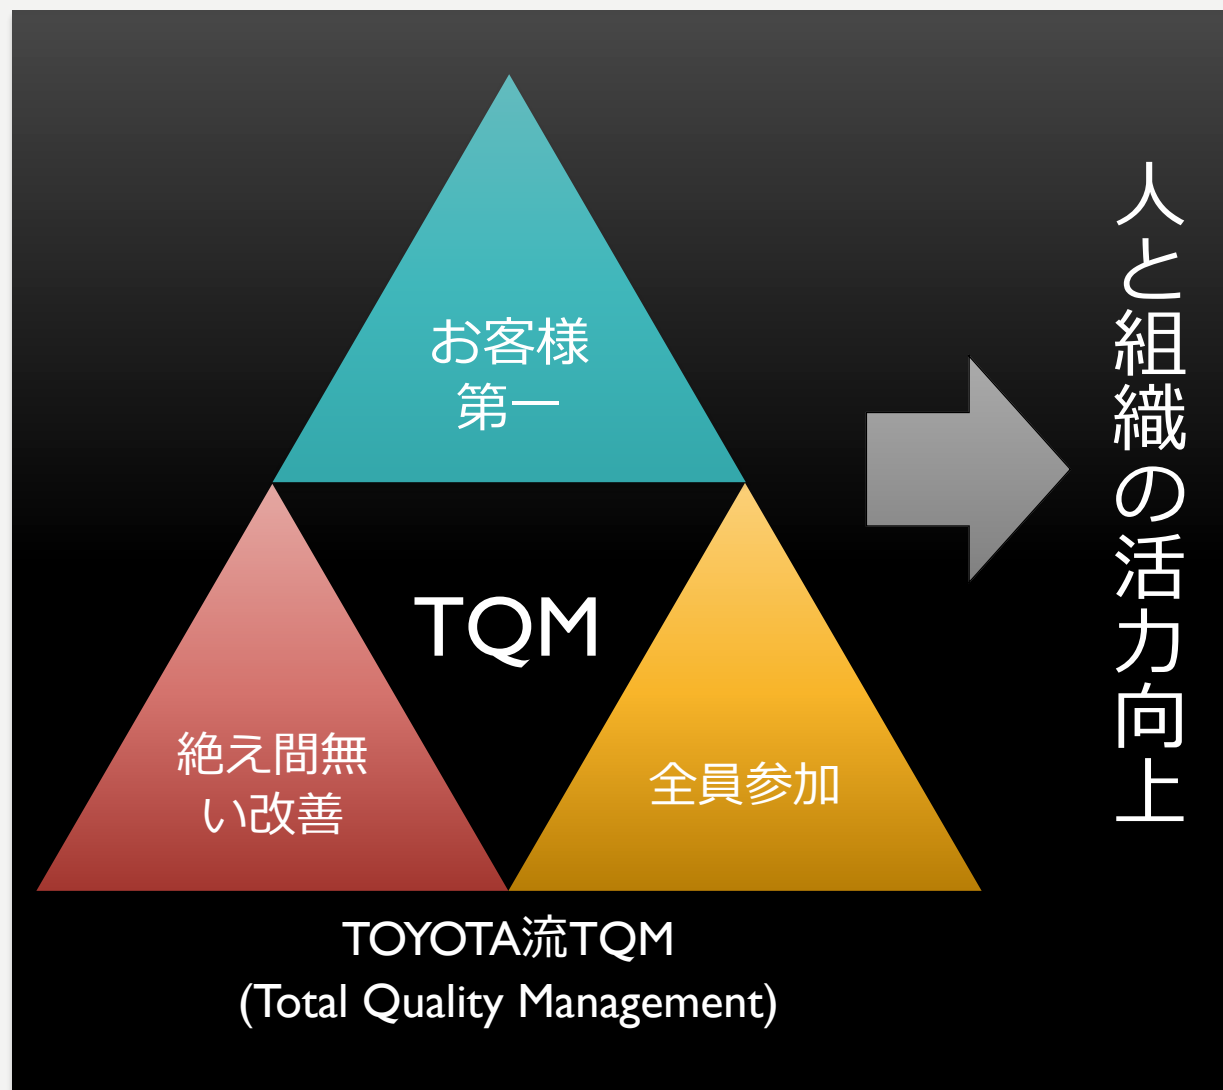 お客様
第一
TQM
絶え間無
い改善
全員参加
人と組織の活力向上
TOYOTA流TQM
(Total Quality Management)